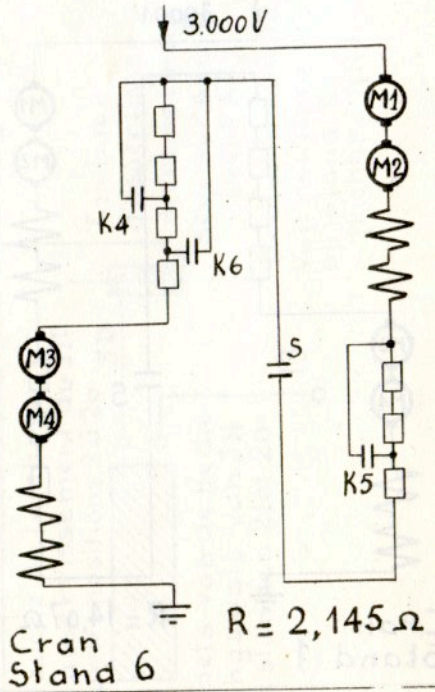 3.000V
M1
M2
K4
K6
M3
M4
S
K5
R = 2,145 Ω
Cran
Stand 6